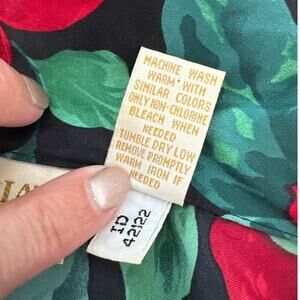 MACHINE WASH
WARM WITH
SIMILAR COLORS
ONLY NON-CHLORINE
BLEACH WHEN
NEEDED
TUMBLE DRY LOW
REMOVE PROMPTLY
WARM IRON IF
NEEDED
ID
42122